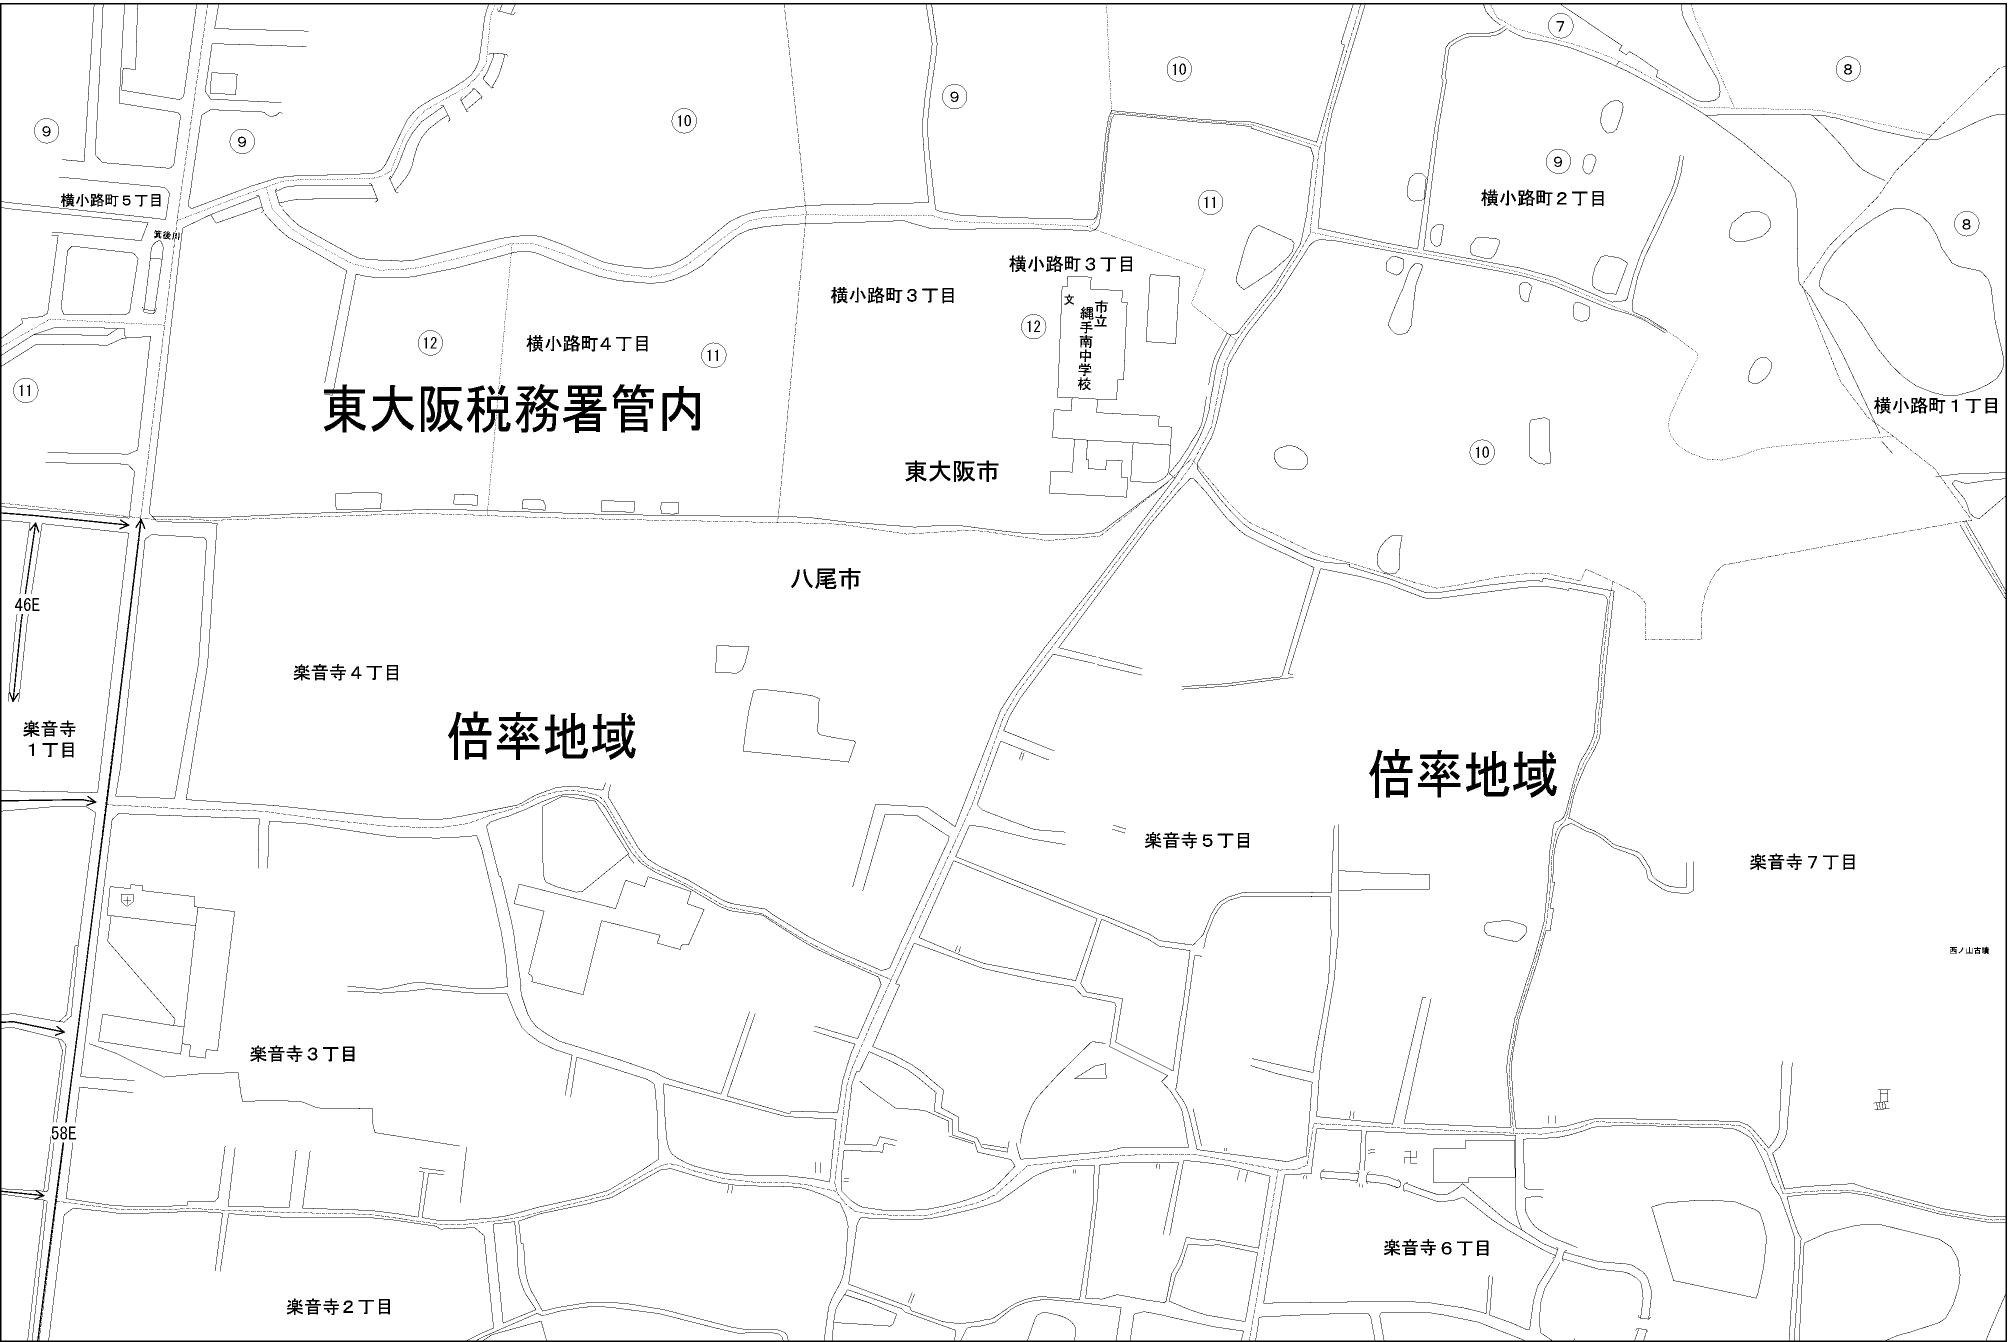 ⑦
⑧
⑩
⑨
⑩
⑨
⑨
⑨
横小路町２丁目
横小路町５丁目
⑪
⑧
箕後川
横小路町３丁目
横小路町３丁目
市立
縄手南中学校
文
⑫
⑫
横小路町４丁目
⑪
⑪
東大阪税務署管内
横小路町１丁目
⑩
東大阪市
八尾市
46E
楽音寺４丁目
楽音寺
１丁目
倍率地域
倍率地域
楽音寺５丁目
楽音寺７丁目
西ノ山古墳
楽音寺３丁目
58E
卍
楽音寺６丁目
楽音寺２丁目